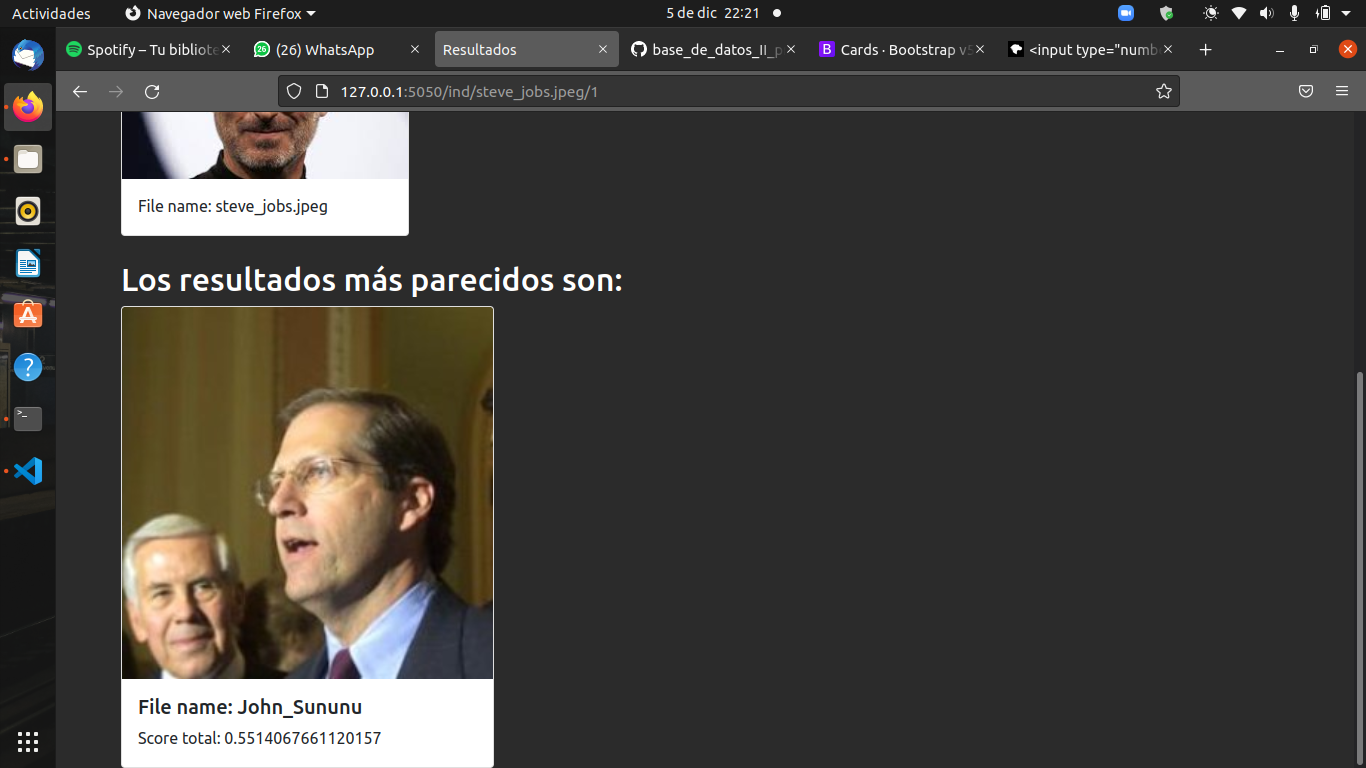 Actividades
Navegador web Firefox
5 de dic 22:21
Spotify – Tu bibliote
26
(26) WhatsApp
Resultados
base_de_datos_II_p
B
Cards · Bootstrap v5
<input type="numb
127.0.0.1:5050/ind/steve_jobs.jpeg/1
File name: steve_jobs.jpeg
Los resultados más parecidos son:
File name: John_Sununu
Score total: 0.5514067661120157